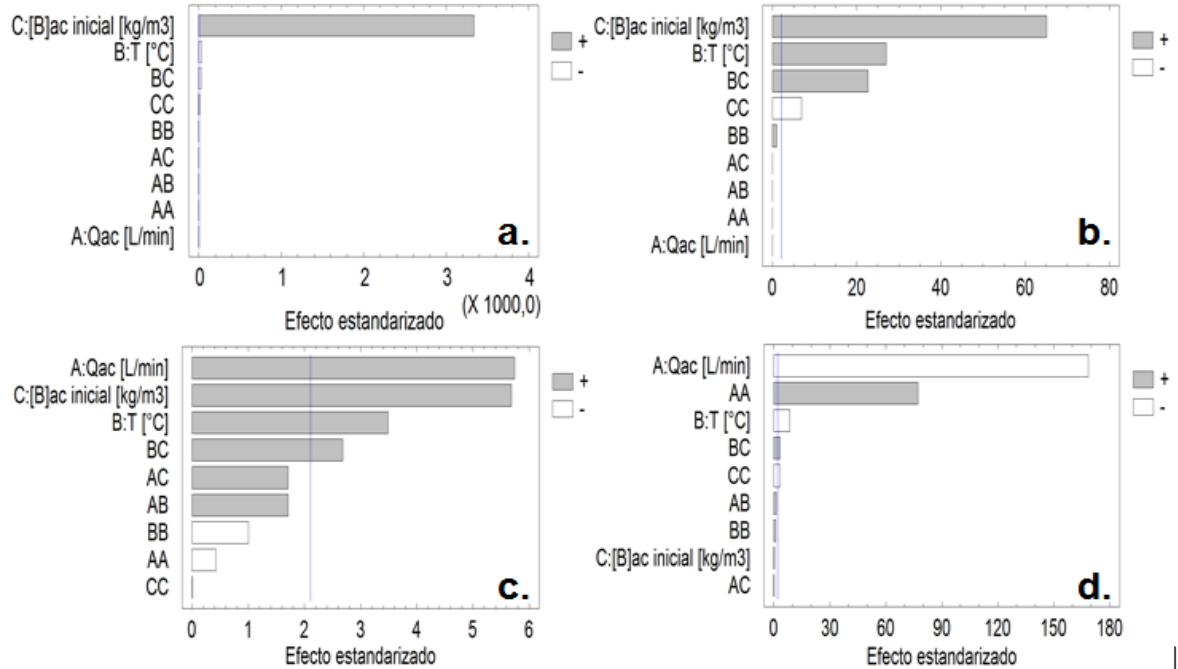 C:[B]ac inicial [kg/m3]
B:T [°C]
BC
CC
BB
AC
AB
AA
A:Qac [L/min]
+
-
a.
0 1 2 3 4
(X 1000,0)
Efecto estandarizado
C:[B]ac inicial [kg/m3]
B:T [°C]
BC
CC
BB
AC
AB
AA
A:Qac [L/min]
+
-
b.
0 20 40 60 80
Efecto estandarizado
A:Qac [L/min]
C:[B]ac inicial [kg/m3]
B:T [°C]
BC
AC
AB
BB
AA
CC
+
-
c.
0 1 2 3 4 5 6
Efecto estandarizado
A:Qac [L/min]
AA
B:T [°C]
BC
CC
AB
BB
C:[B]ac inicial [kg/m3]
AC
+
-
d.
0 30 60 90 120 150 180
Efecto estandarizado